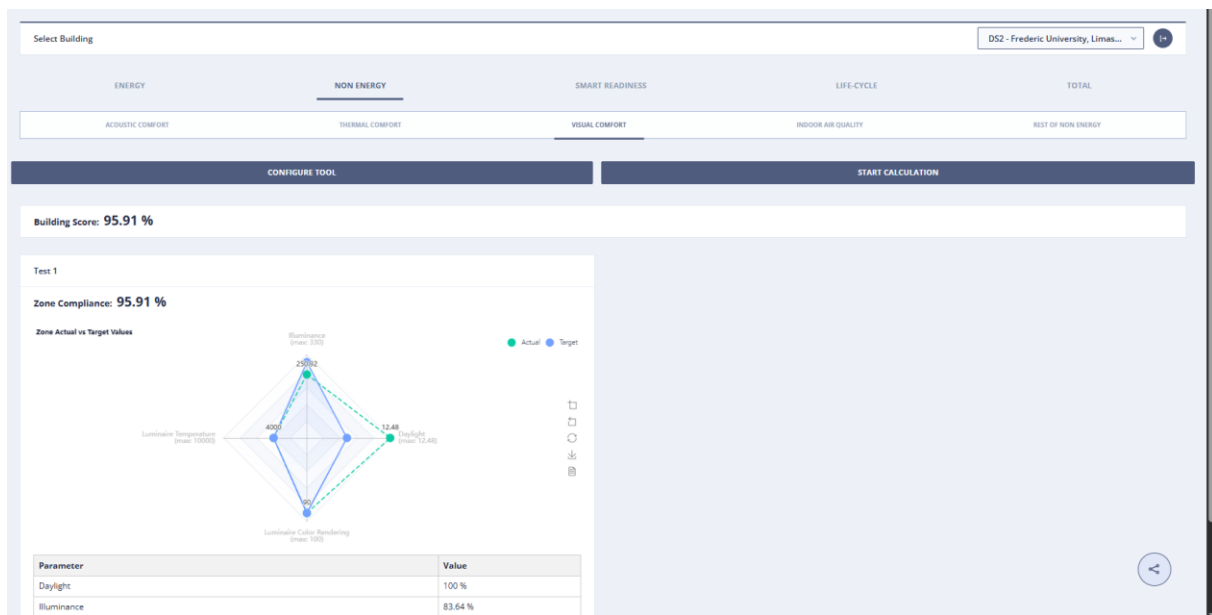 Select Building
DS2 - Frederic University, Limas...
ENERGY
NON ENERGY
SMART READINESS
LIFE-CYCLE
TOTAL
ACOUSTIC COMFORT
THERMAL COMFORT
VISUAL COMFORT
INDOOR AIR QUALITY
REST OF NON ENERGY
CONFIGURE TOOL
START CALCULATION
Building Score: 95.91 %
Test 1
Zone Compliance: 95.91 %
Zone Actual vs Target Values
Actual
Target
Illuminance
(max: 330)
4000
12.48
Luminaire Temperature
(max: 10000)
Daylight
(max: 12.48)
90
Luminaire Color Rendering
(max: 100)
Parameter
Value
Daylight
100 %
Illuminance
83.64 %